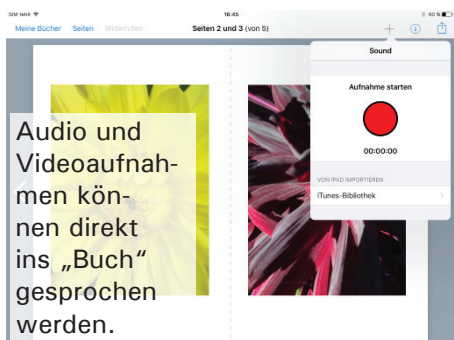 SIM fehlt 16:45 40 %
Meine Bücher Seiten Widerrufen Seiten 2 und 3 (von 5)
Sound
Aufnahme starten
00:00:00
VON IPAD IMPORTIEREN
iTunes-Bibliothek
Audio und
Videoaufnah-
men kön-
nen direkt
ins „Buch“
gesprochen
werden.